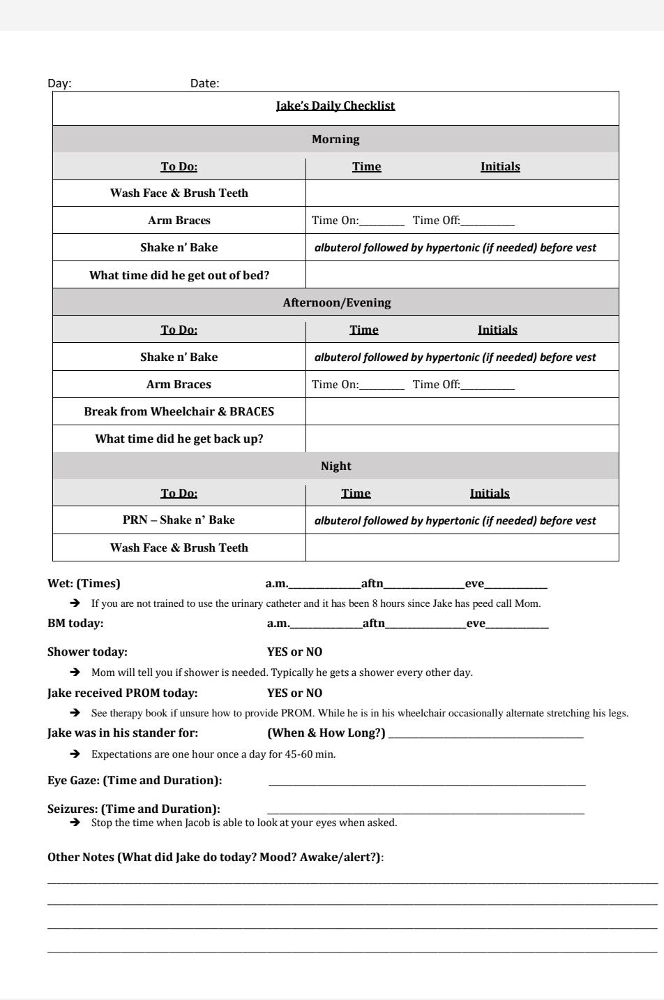 Day: Date:
Jake's Daily Checklist
Morning
To Do: Time Initials
Wash Face & Brush Teeth
Arm Braces Time On:_________ Time Off:___________
Shake n' Bake albuterol followed by hypertonic (if needed) before vest
What time did he get out of bed?
Afternoon/Evening
To Do: Time Initials
Shake n' Bake albuterol followed by hypertonic (if needed) before vest
Arm Braces Time On:_________ Time Off:___________
Break from Wheelchair & BRACES
What time did he get back up?
Night
To Do: Time Initials
PRN – Shake n' Bake albuterol followed by hypertonic (if needed) before vest
Wash Face & Brush Teeth
Wet: (Times) a.m.______________aftn________________eve____________
➔ If you are not trained to use the urinary catheter and it has been 8 hours since Jake has peed call Mom.
BM today: a.m.______________aftn________________eve____________
Shower today: YES or NO
➔ Mom will tell you if shower is needed. Typically he gets a shower every other day.
Jake received PROM today: YES or NO
➔ See therapy book if unsure how to provide PROM. While he is in his wheelchair occasionally alternate stretching his legs.
Jake was in his stander for: (When & How Long?) ______________________________________
➔ Expectations are one hour once a day for 45-60 min.
Eye Gaze: (Time and Duration): ______________________________________________________________
Seizures: (Time and Duration): ______________________________________________________________
➔ Stop the time when Jacob is able to look at your eyes when asked.
Other Notes (What did Jake do today? Mood? Awake/alert?):